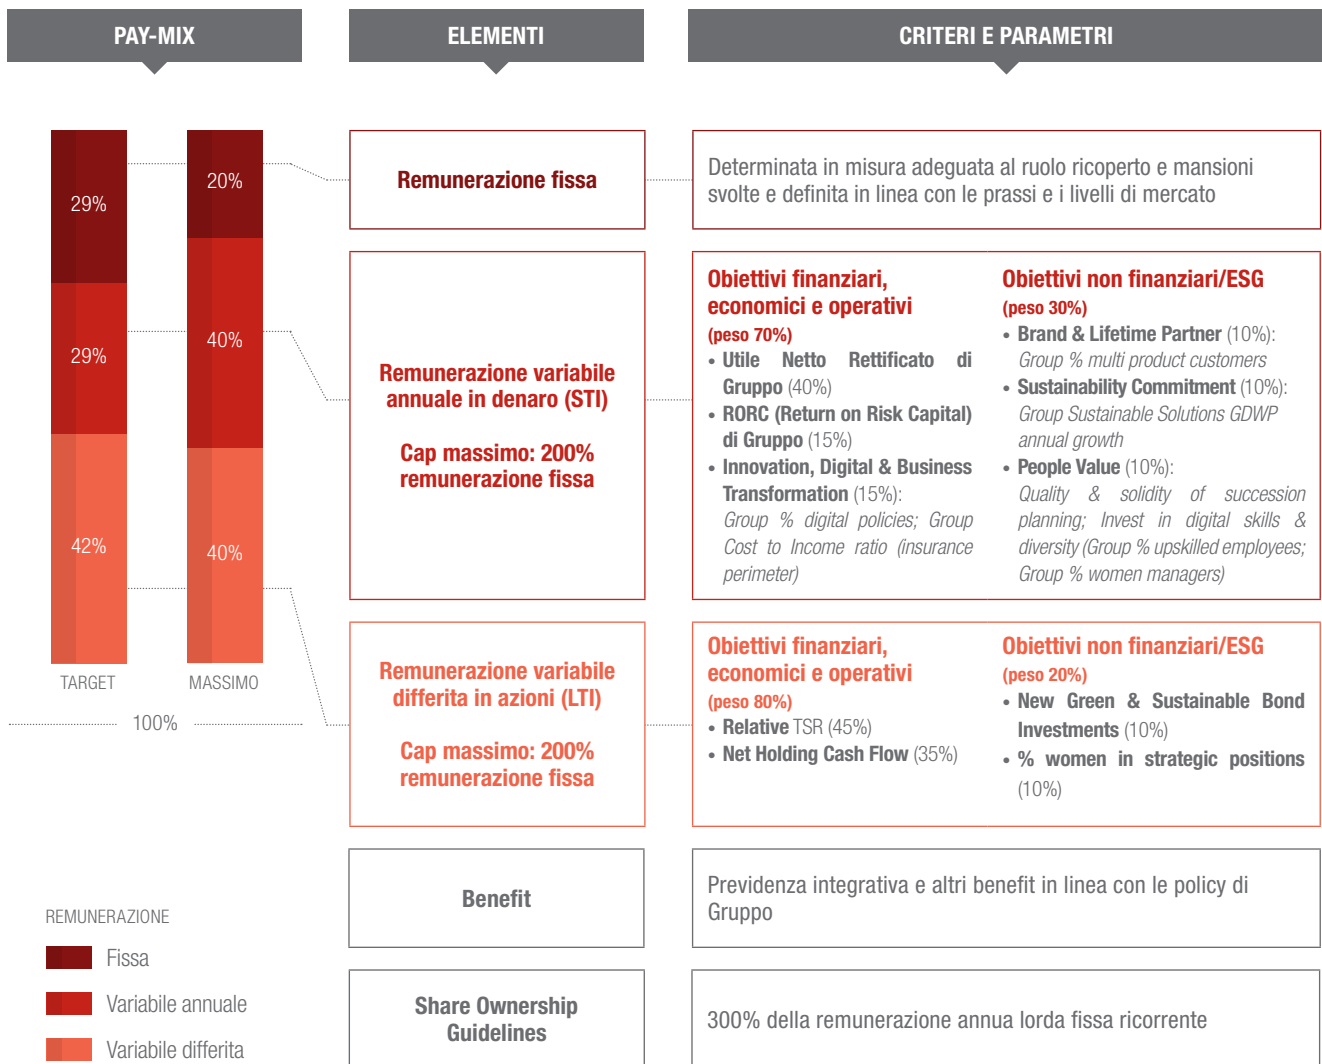 PAY-MIX
ELEMENTI
CRITERI E PARAMETRI
29%
29%
42%
TARGET
20%
40%
40%
MASSIMO
100%
REMUNERAZIONE
Fissa
Variabile annuale
Variabile differita
Remunerazione fissa
Determinata in misura adeguata al ruolo ricoperto e mansioni
svolte e definita in linea con le prassi e i livelli di mercato
Remunerazione variabile
annuale in denaro (STI)
Cap massimo: 200%
remunerazione fissa
Obiettivi finanziari,
economici e operativi
(peso 70%)
• Utile Netto Rettificato di
Gruppo (40%)
• RORC (Return on Risk Capital)
di Gruppo (15%)
• Innovation, Digital & Business
Transformation (15%):
Group % digital policies; Group
Cost to Income ratio (insurance
perimeter)
Obiettivi non finanziari/ESG
(peso 30%)
• Brand & Lifetime Partner (10%):
Group % multi product customers
• Sustainability Commitment (10%):
Group Sustainable Solutions GDWP
annual growth
• People Value (10%):
Quality & solidity of succession
planning; Invest in digital skills &
diversity (Group % upskilled employees;
Group % women managers)
Remunerazione variabile
differita in azioni (LTI)
Cap massimo: 200%
remunerazione fissa
Obiettivi finanziari,
economici e operativi
(peso 80%)
• Relative TSR (45%)
• Net Holding Cash Flow (35%)
Obiettivi non finanziari/ESG
(peso 20%)
• New Green & Sustainable Bond
Investments (10%)
• % women in strategic positions
(10%)
Benefit
Previdenza integrativa e altri benefit in linea con le policy di
Gruppo
Share Ownership
Guidelines
300% della remunerazione annua lorda fissa ricorrente